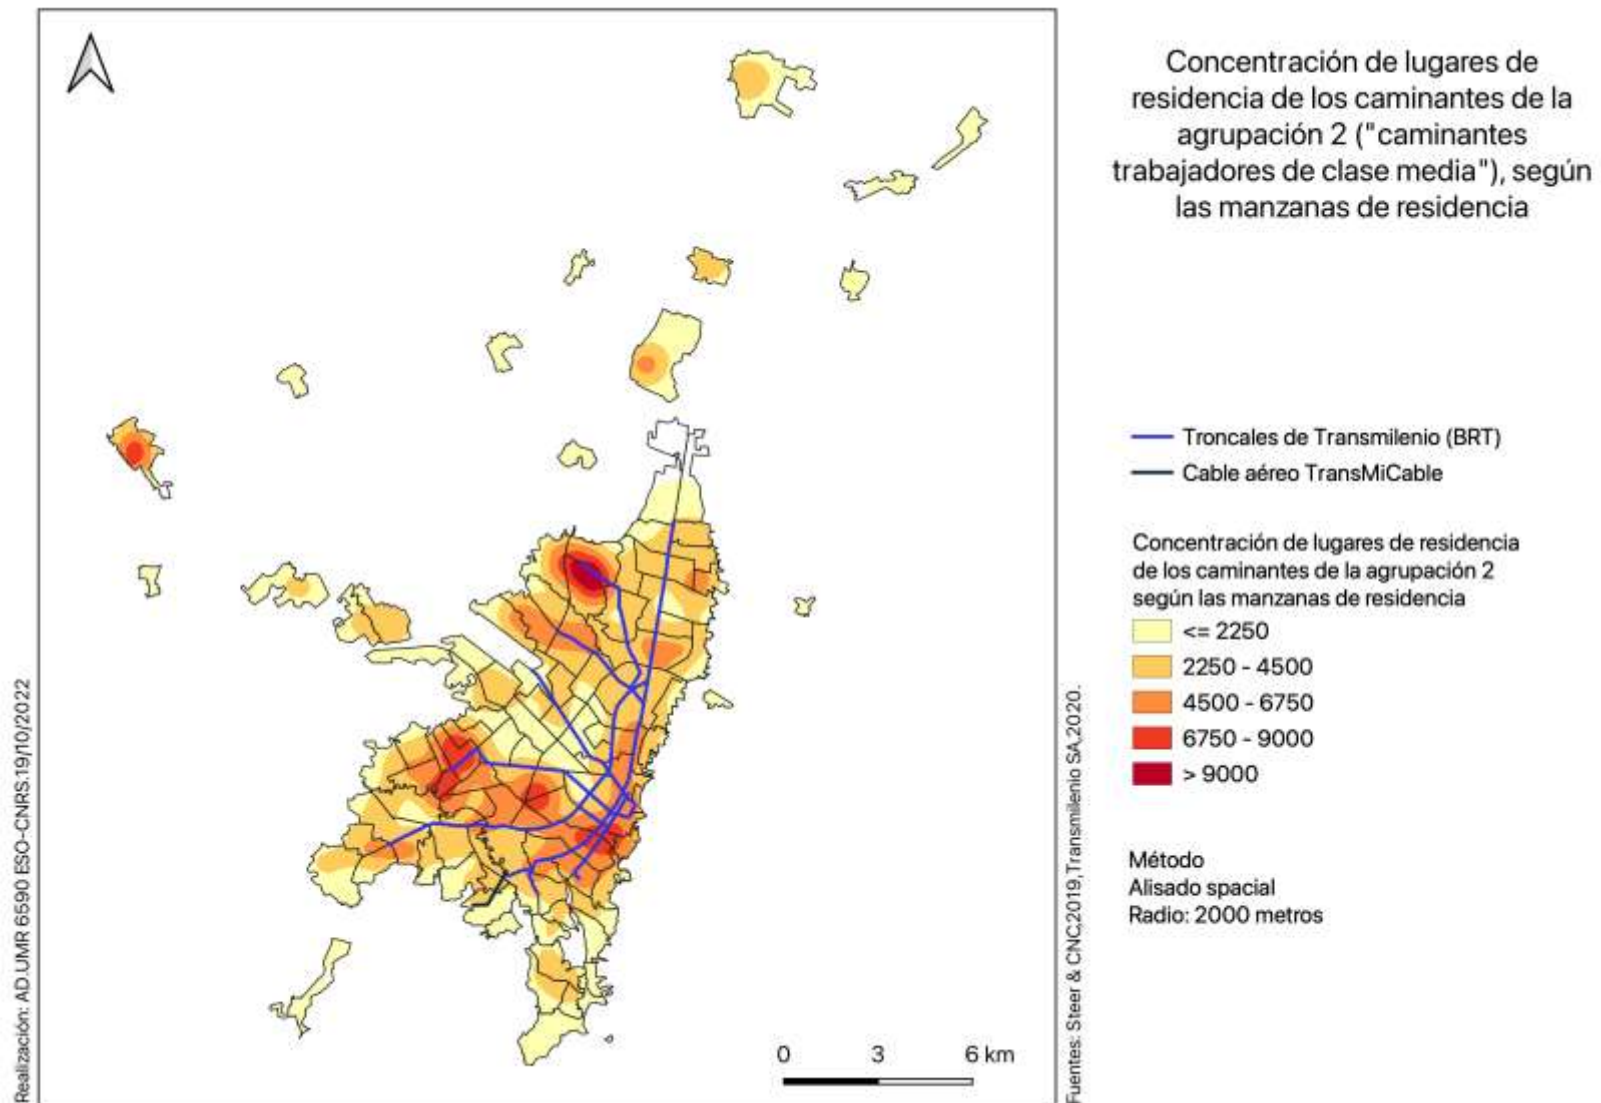 Concentración de lugares de
residencia de los caminantes de la
agrupación 2 ("caminantes
trabajadores de clase media"), según
las manzanas de residencia
Troncales de Transmilenio (BRT)
Cable aéreo TransMiCable
Concentración de lugares de residencia
de los caminantes de la agrupación 2
según las manzanas de residencia
<= 2250
2250 - 4500
4500 - 6750
6750 - 9000
> 9000
Método
Alisado spacial
Radio: 2000 metros
0 3 6 km
Realización: AD.UMR 6590 ESO-CNRS.19/10/2022
Fuentes: Steer & CNC,2019,Transmilenio SA,2020.